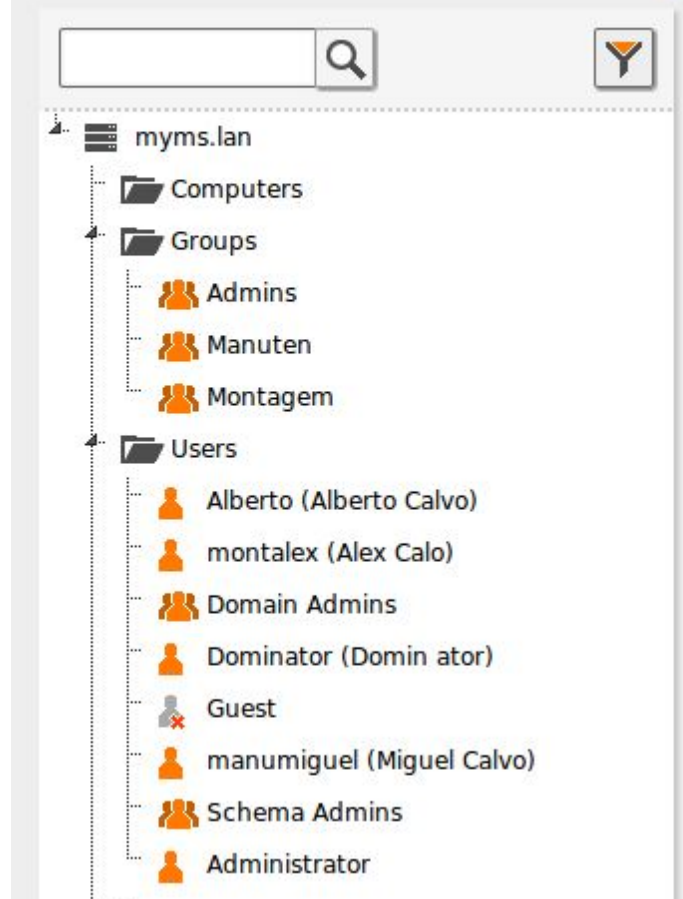 myms.lan
Computers
Groups
Admins
Manuten
Montagem
Users
Alberto (Alberto Calvo)
montalex (Alex Calo)
Domain Admins
Dominator (Domin ator)
Guest
manumiguel (Miguel Calvo)
Schema Admins
Administrator